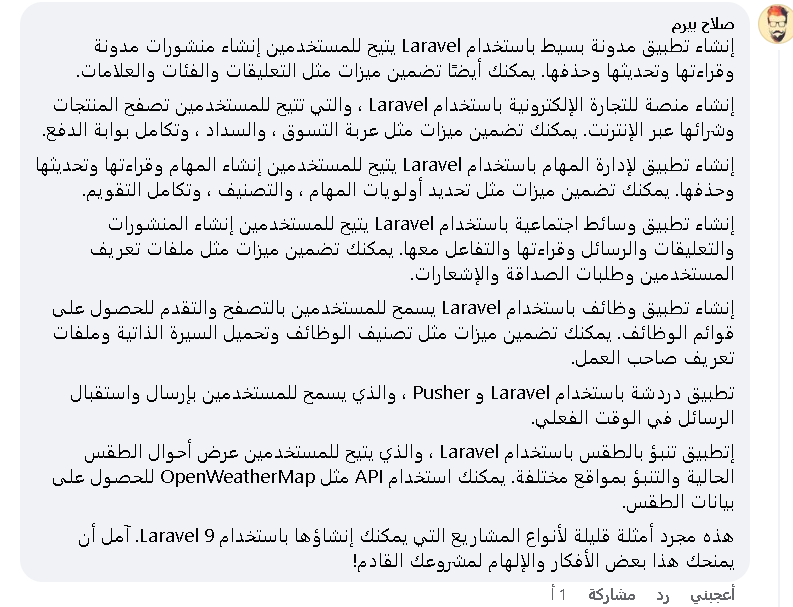 صلاح بيرم
إنشاء تطبيق مدونة بسيط باستخدام Laravel يتيح للمستخدمين إنشاء منشورات مدونة
وقراءتها وتحديثها وحذفها. يمكنك أيضًا تضمين ميزات مثل التعليقات والفئات والعلامات.
إنشاء منصة للتجارة الإلكترونية باستخدام Laravel ، والتي تتيح للمستخدمين تصفح المنتجات
وشرائها عبر الإنترنت. يمكنك تضمين ميزات مثل عربة التسوق ، والسداد ، وتكامل بوابة الدفع.
إنشاء تطبيق لإدارة المهام باستخدام Laravel يتيح للمستخدمين إنشاء المهام وقراءتها وتحديثها
وحذفها. يمكنك تضمين ميزات مثل تحديد أولويات المهام ، والتصنيف ، وتكامل التقويم.
إنشاء تطبيق وسائط اجتماعية باستخدام Laravel يتيح للمستخدمين إنشاء المنشورات
والتعليقات والرسائل وقراءتها والتفاعل معها. يمكنك تضمين ميزات مثل ملفات تعريف
المستخدمين وطلبات الصداقة والإشعارات.
إنشاء تطبيق وظائف باستخدام Laravel يسمح للمستخدمين بالتصفح والتقدم للحصول على
قوائم الوظائف. يمكنك تضمين ميزات مثل تصنيف الوظائف وتحميل السيرة الذاتية وملفات
تعريف صاحب العمل.
تطبيق دردشة باستخدام Laravel و Pusher ، والذي يسمح للمستخدمين بإرسال واستقبال
الرسائل في الوقت الفعلي.
إتطبيق تنبؤ بالطقس باستخدام Laravel ، والذي يتيح للمستخدمين عرض أحوال الطقس
الحالية والتنبؤ بمواقع مختلفة. يمكنك استخدام API مثل OpenWeatherMap للحصول على
بيانات الطقس.
هذه مجرد أمثلة قليلة لأنواع المشاريع التي يمكنك إنشاؤها باستخدام Laravel 9. آمل أن
يمنحك هذا بعض الأفكار والإلهام لمشروعك القادم!
أعجبني رد مشاركة 1 أ